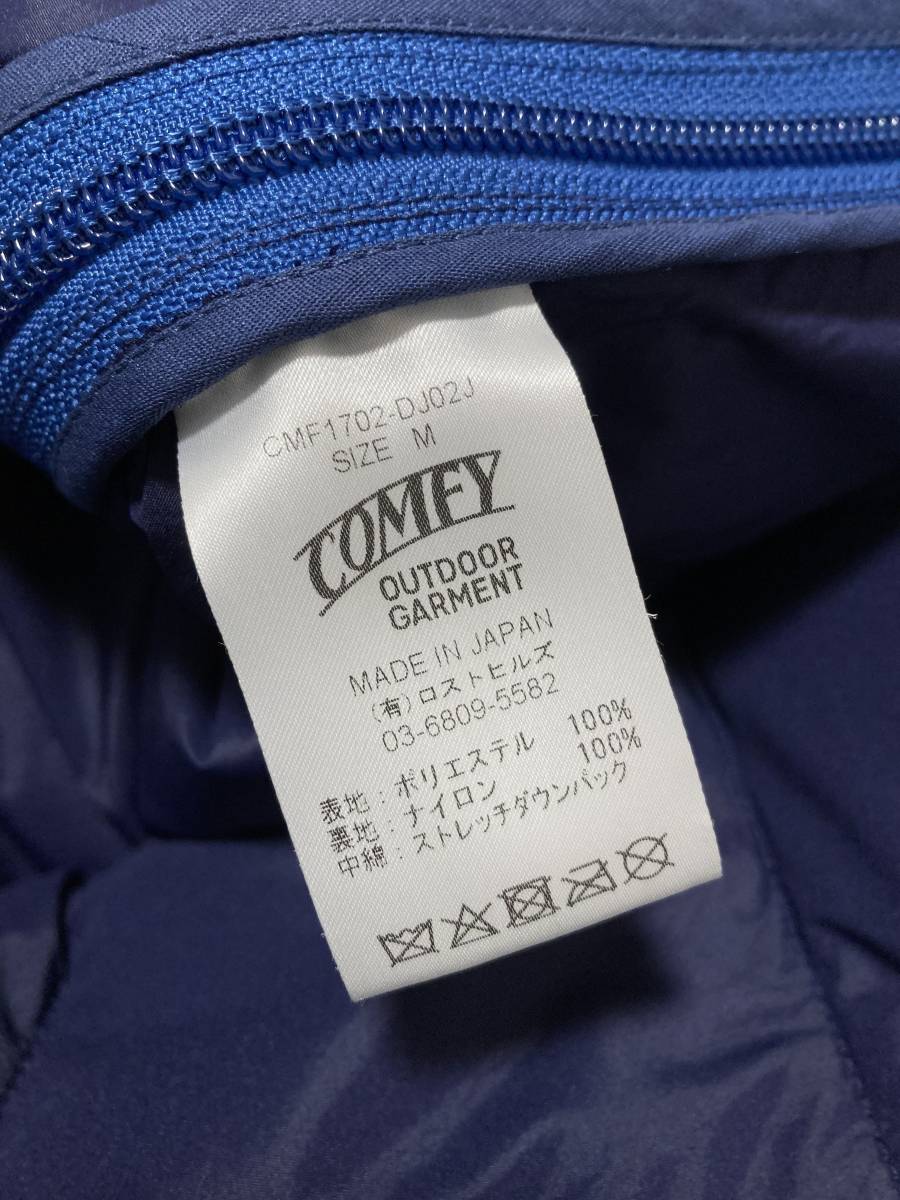 CMF1702-DJ02J
SIZE M
COMFY
OUTDOOR
GARMENT
MADE IN JAPAN
(有)ロストヒルズ
03-6809-5582
表地:ポリエステル 100%
裏地:ナイロン 100%
中綿:ストレッチダウンパック